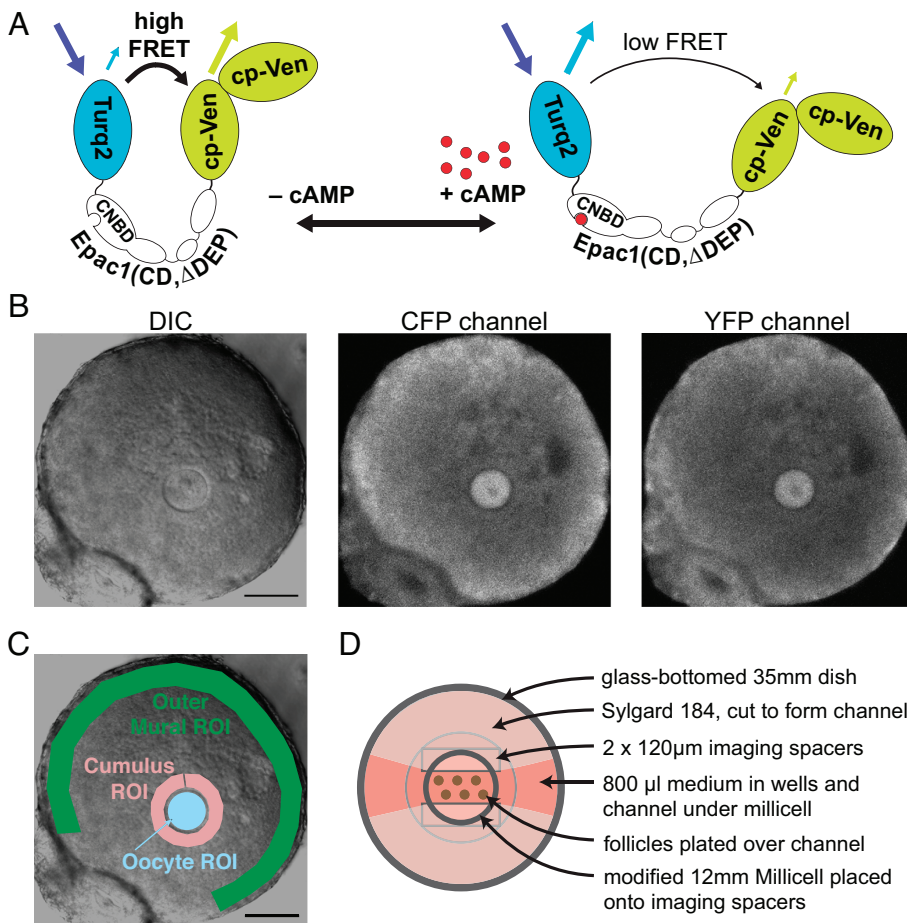 A
high
FRET
Turq2
cp-Ven
cp-Ven
CNBD
Epac1(CD,ΔDEP)
– cAMP
+ cAMP
low FRET
Turq2
cp-Ven
cp-Ven
CNBD
Epac1(CD,ΔDEP)
B
DIC
CFP channel
YFP channel
C
Outer
Mural ROI
Cumulus
ROI
Oocyte ROI
D
glass-bottomed 35mm dish
Sylgard 184, cut to form channel
2 x 120µm imaging spacers
800 µl medium in wells and
channel under millicell
follicles plated over channel
modified 12mm Millicell placed
onto imaging spacers